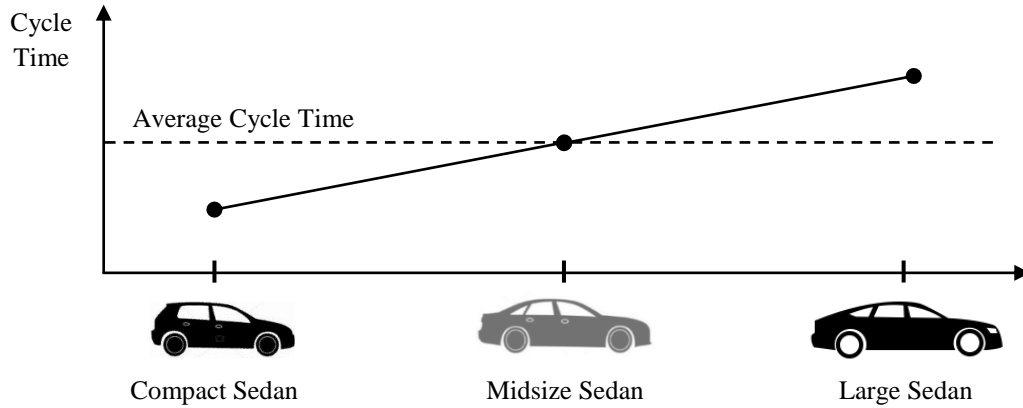 Cycle
Time
Average Cycle Time
Compact Sedan
Midsize Sedan
Large Sedan